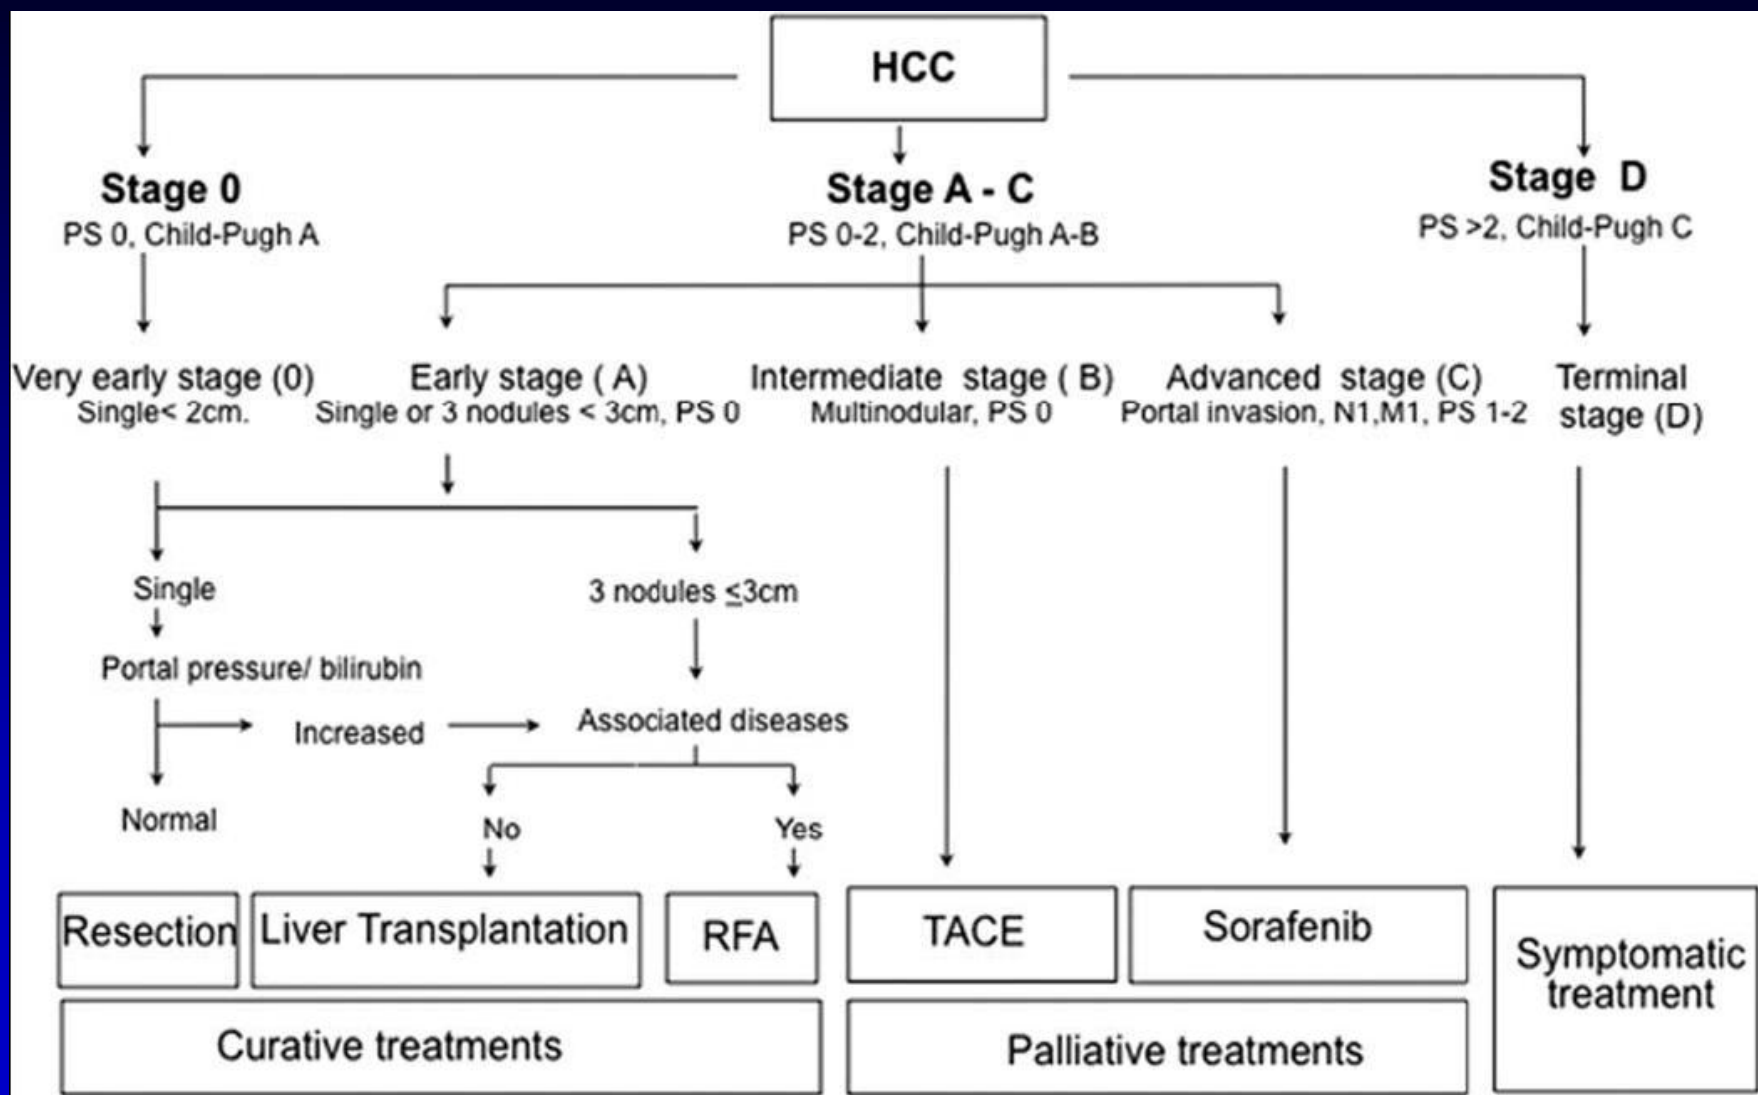 HCC
Stage 0
PS 0, Child-Pugh A
Stage A - C
PS 0-2, Child-Pugh A-B
Stage D
PS >2, Child-Pugh C
Very early stage (0)
Single< 2cm.
Early stage ( A)
Single or 3 nodules < 3cm, PS 0
Intermediate stage ( B)
Multinodular, PS 0
Advanced stage (C)
Portal invasion, N1,M1, PS 1-2
Terminal
stage (D)
Single
3 nodules ≤3cm
Portal pressure/ bilirubin
Increased
Associated diseases
Normal
No
Yes
Resection
Liver Transplantation
RFA
TACE
Sorafenib
Symptomatic
treatment
Curative treatments
Palliative treatments